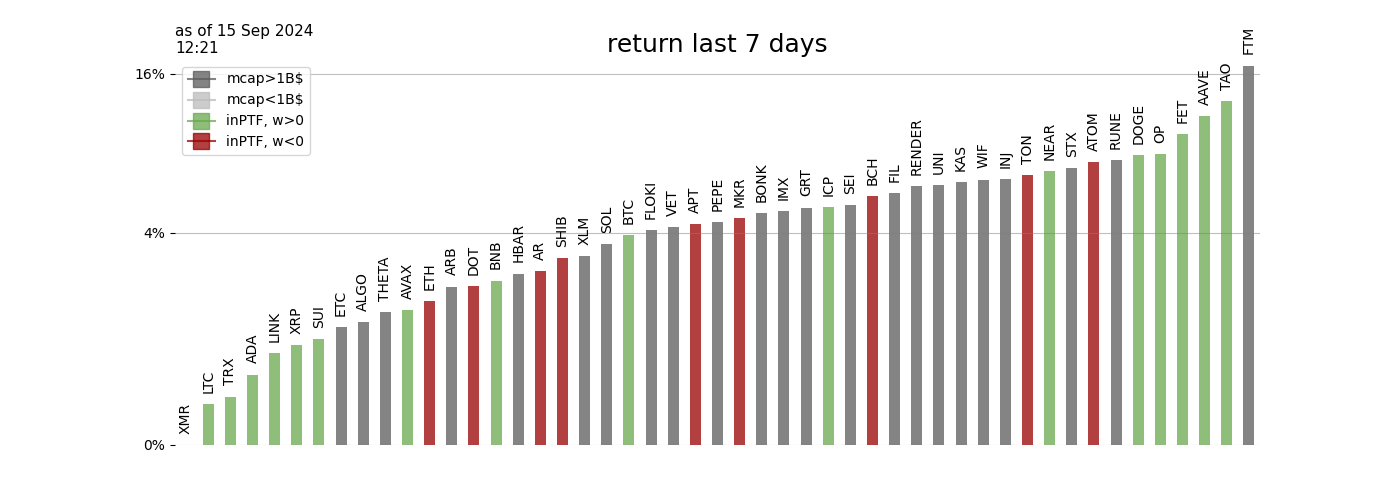 as of 15 Sep 2024
12:21
return last 7 days
mcap>1B$
mcap<1B$
inPTF, w>0
inPTF, w<0
16%
4%
0%
XMR
LTC
TRX
ADA
LINK
XRP
SUI
ETC
ALGO
THETA
AVAX
ETH
ARB
DOT
BNB
HBAR
AR
SHIB
XLM
SOL
BTC
FLOKI
VET
APT
PEPE
MKR
BONK
IMX
GRT
ICP
SEI
BCH
FIL
RENDER
UNI
KAS
WIF
INJ
TON
NEAR
STX
ATOM
RUNE
DOGE
OP
FET
AAVE
TAO
FTM